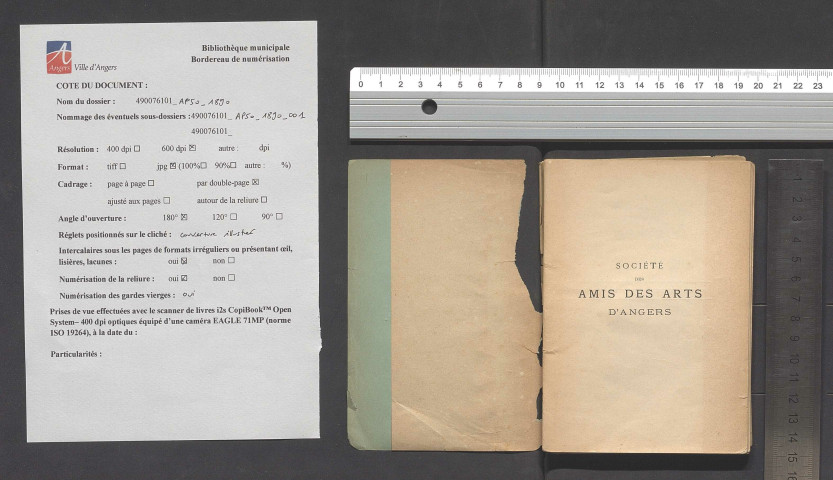 Bibliothèque municipale
Bordereau de numérisation
Angers Ville d'Angers
COTE DU DOCUMENT :
Nom du dossier : 490076101_AP50_1890
Nommage des éventuels sous-dossiers : 490076101_AP50_1890_001
490076101_
Résolution : 400 dpi ☐ 600 dpi ☒ autre : dpi
Format : tiff ☐ jpg ☒ (100%☐ 90%☐ autre : %)
Cadrage : page à page ☐ par double-page ☒
ajusté aux pages ☐ autour de la reliure ☐
Angle d'ouverture : 180° ☒ 120° ☐ 90° ☐
Réglets positionnés sur le cliché : couverture
Intercalaires sous les pages de formats irréguliers ou présentant œil,
lisières, lacunes : oui ☒ non ☐
Numérisation de la reliure : oui ☒ non ☐
Numérisation des gardes vierges : oui
Prises de vue effectuées avec le scanner de livres i2s CopiBook™ Open
System– 400 dpi optiques équipé d'une caméra EAGLE 71MP (norme
ISO 19264), à la date du :
Particularités :
0 1 2 3 4 5 6 7 8 9 10 11 12 13 14 15 16 17 18 19 20 21 22 23
SOCIÉTÉ
DES
AMIS DES ARTS
D'ANGERS
1 2 3 4 5 6 7 8 9 10 11 12 13 14 15 16